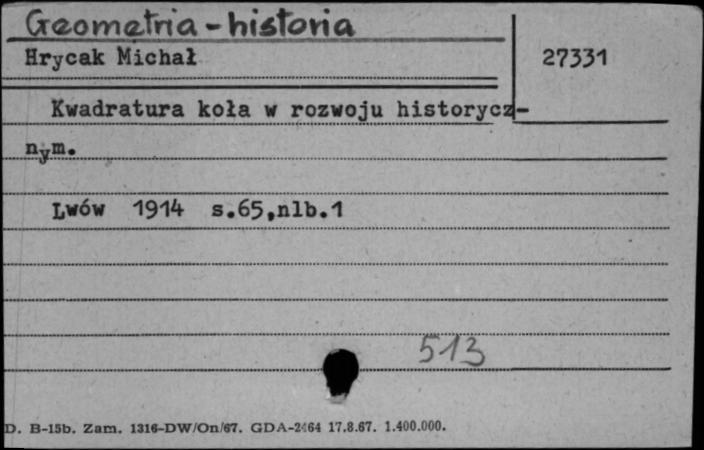 Geometria - historia
Hrycak Michał
27331
Kwadratura koła w rozwoju historycz-
nym.
Lwów 1914 s.65,nlb.1
513
D. B-15b. Zam. 1316-DW/On/67. GDA-2464 17.8.67. 1.400.000.